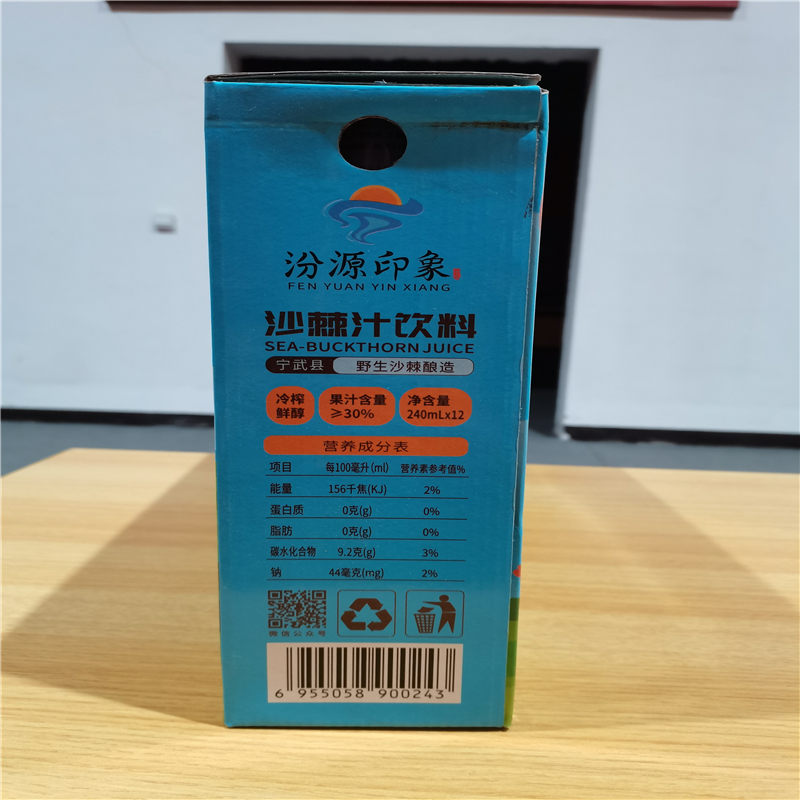 汾源印象
FEN YUAN YIN XIANG
沙棘汁饮料
SEA-BUCKTHORN JUICE
宁武县 野生沙棘酿造
冷榨 果汁含量 净含量
鲜醇 ≥30% 240mLx12
营养成分表
项目 每100毫升(ml) 营养素参考值%
能量 156千焦(KJ) 2%
蛋白质 0克(g) 0%
脂肪 0克(g) 0%
碳水化合物 9.2克(g) 3%
钠 44毫克(mg) 2%
微信公众号
6 955058 900243